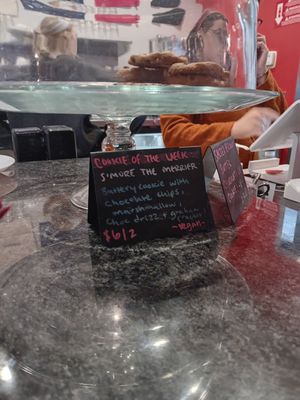 COOKIE OF THE WEEK
S'MORE THE MERRIER
Buttery cookie with
chocolate chips,
marshmallow,
choc drizz + graham
cracker
$6/2
-VEGAN-